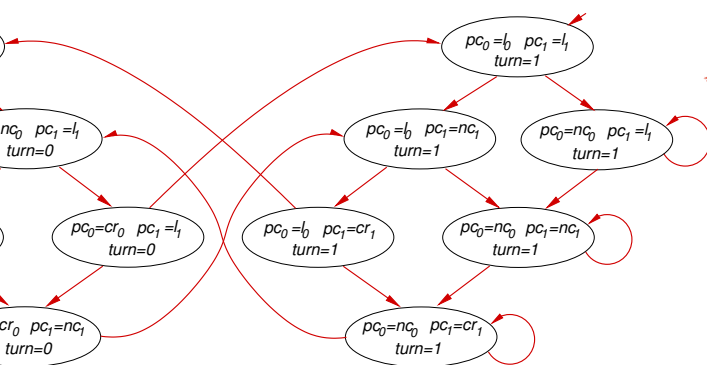 pc0 =l0 pc1 =l1
turn=1
nc0 pc1 =l1
turn=0
pc0 =l0 pc1=nc1
turn=1
pc0=nc0 pc1 =l1
turn=1
pc0=cr0 pc1 =l1
turn=0
pc0 =l0 pc1=cr1
turn=1
pc0=nc0 pc1=nc1
turn=1
cr0 pc1=nc1
turn=0
pc0=nc0 pc1=cr1
turn=1